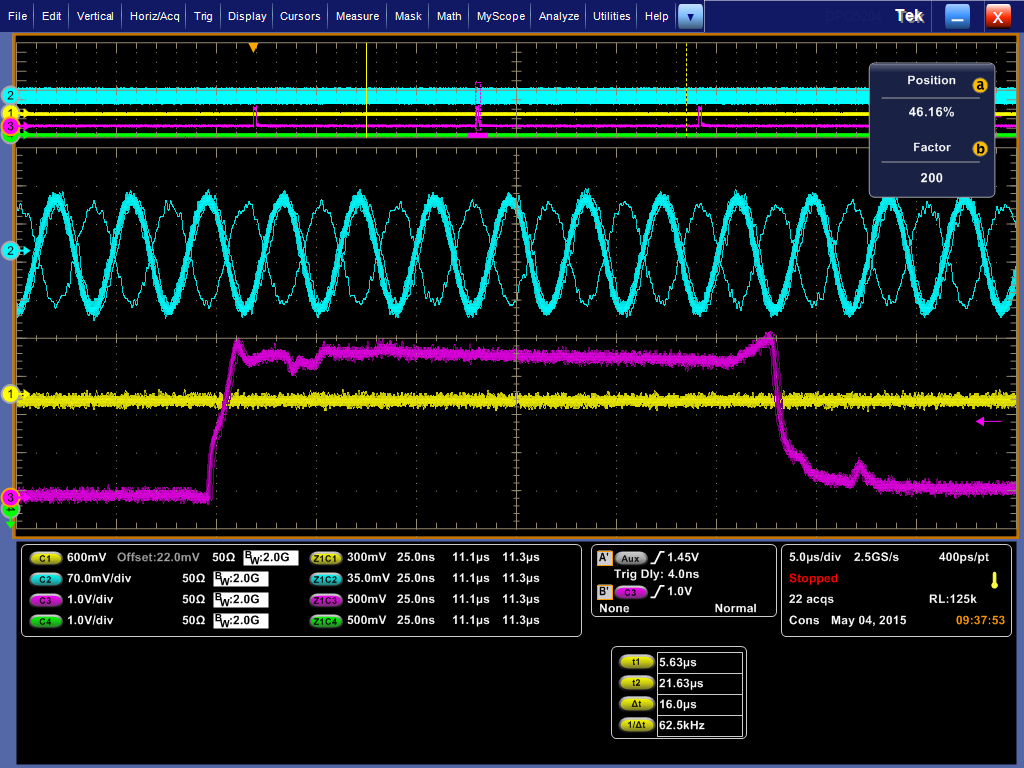 File Edit Vertical Horiz/Acq Trig Display Cursors Measure Mask Math MyScope Analyze Utilities Help ▼ Tek X
Position a
46.16%
Factor b
200
2
1
3
2
1
3
C1 600mV Offset:22.0mV 50Ω BW:2.0G
C2 70.0mV/div 50Ω BW:2.0G
C3 1.0V/div 50Ω BW:2.0G
C4 1.0V/div 50Ω BW:2.0G
Z1C1 300mV 25.0ns 11.1µs 11.3µs
Z1C2 35.0mV 25.0ns 11.1µs 11.3µs
Z1C3 500mV 25.0ns 11.1µs 11.3µs
Z1C4 500mV 25.0ns 11.1µs 11.3µs
A' Aux 1.45V
Trig Dly: 4.0ns
B' C3 1.0V
None Normal
5.0µs/div 2.5GS/s 400ps/pt
Stopped
22 acqs RL:125k
Cons May 04, 2015 09:37:53
t1 5.63µs
t2 21.63µs
Δt 16.0µs
1/Δt 62.5kHz